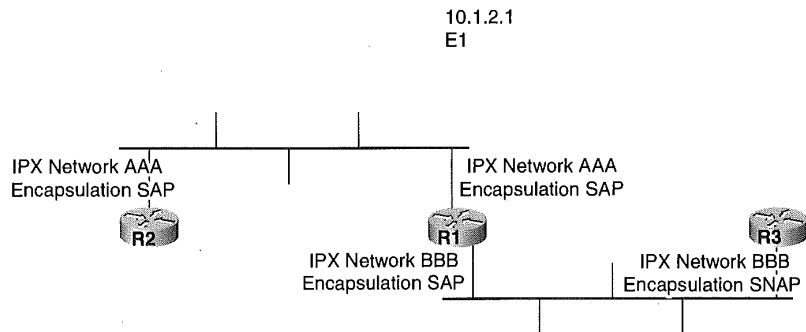 10.1.2.1
E1
IPX Network AAA
Encapsulation SAP
IPX Network AAA
Encapsulation SAP
R2
R1
R3
IPX Network BBB
Encapsulation SAP
IPX Network BBB
Encapsulation SNAP